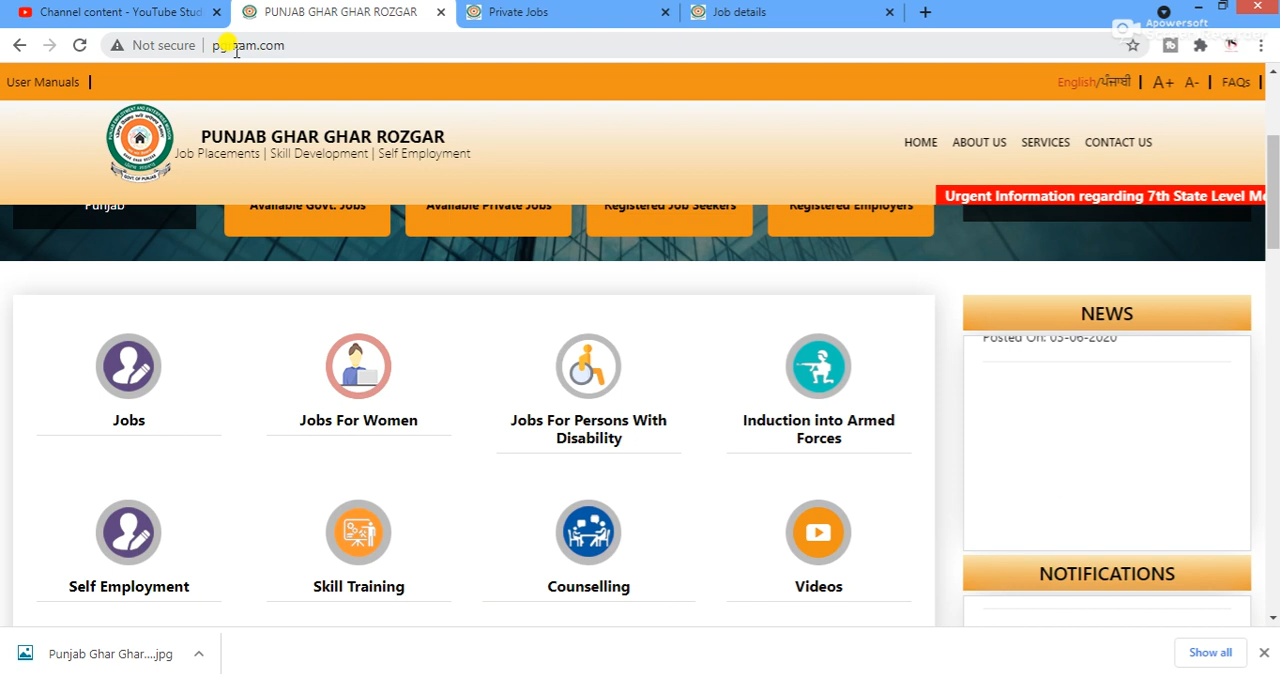 Channel content - YouTube Stud
PUNJAB GHAR GHAR ROZGAR
Private Jobs
Job details
Apowersoft
Not secure
User Manuals
English/ਪੰਜਾਬੀ
A+
A-
FAQs
PUNJAB GHAR GHAR ROZGAR
Job Placements | Skill Development | Self Employment
HOME
ABOUT US
SERVICES
CONTACT US
Urgent Information regarding 7th State Level Me
Punjab
Available Govt. Jobs
Available Private Jobs
Registered Job Seekers
Registered Employers
Jobs
Jobs For Women
Jobs For Persons With
Disability
Induction into Armed
Forces
Self Employment
Skill Training
Counselling
Videos
NEWS
Posted On: 03-06-2020
NOTIFICATIONS
Punjab Ghar Ghar....jpg
Show all